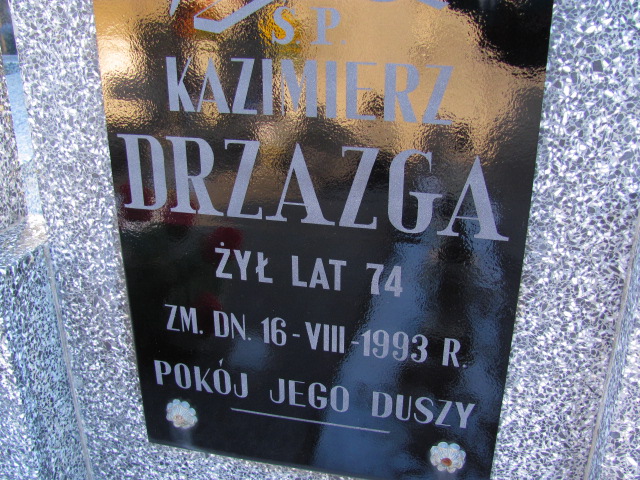 Ś P.
KAZIMIERZ
DRZAZGA
ŻYŁ LAT 74
ZM. DN. 16-VIII-1993 R.
POKÓJ JEGO DUSZY